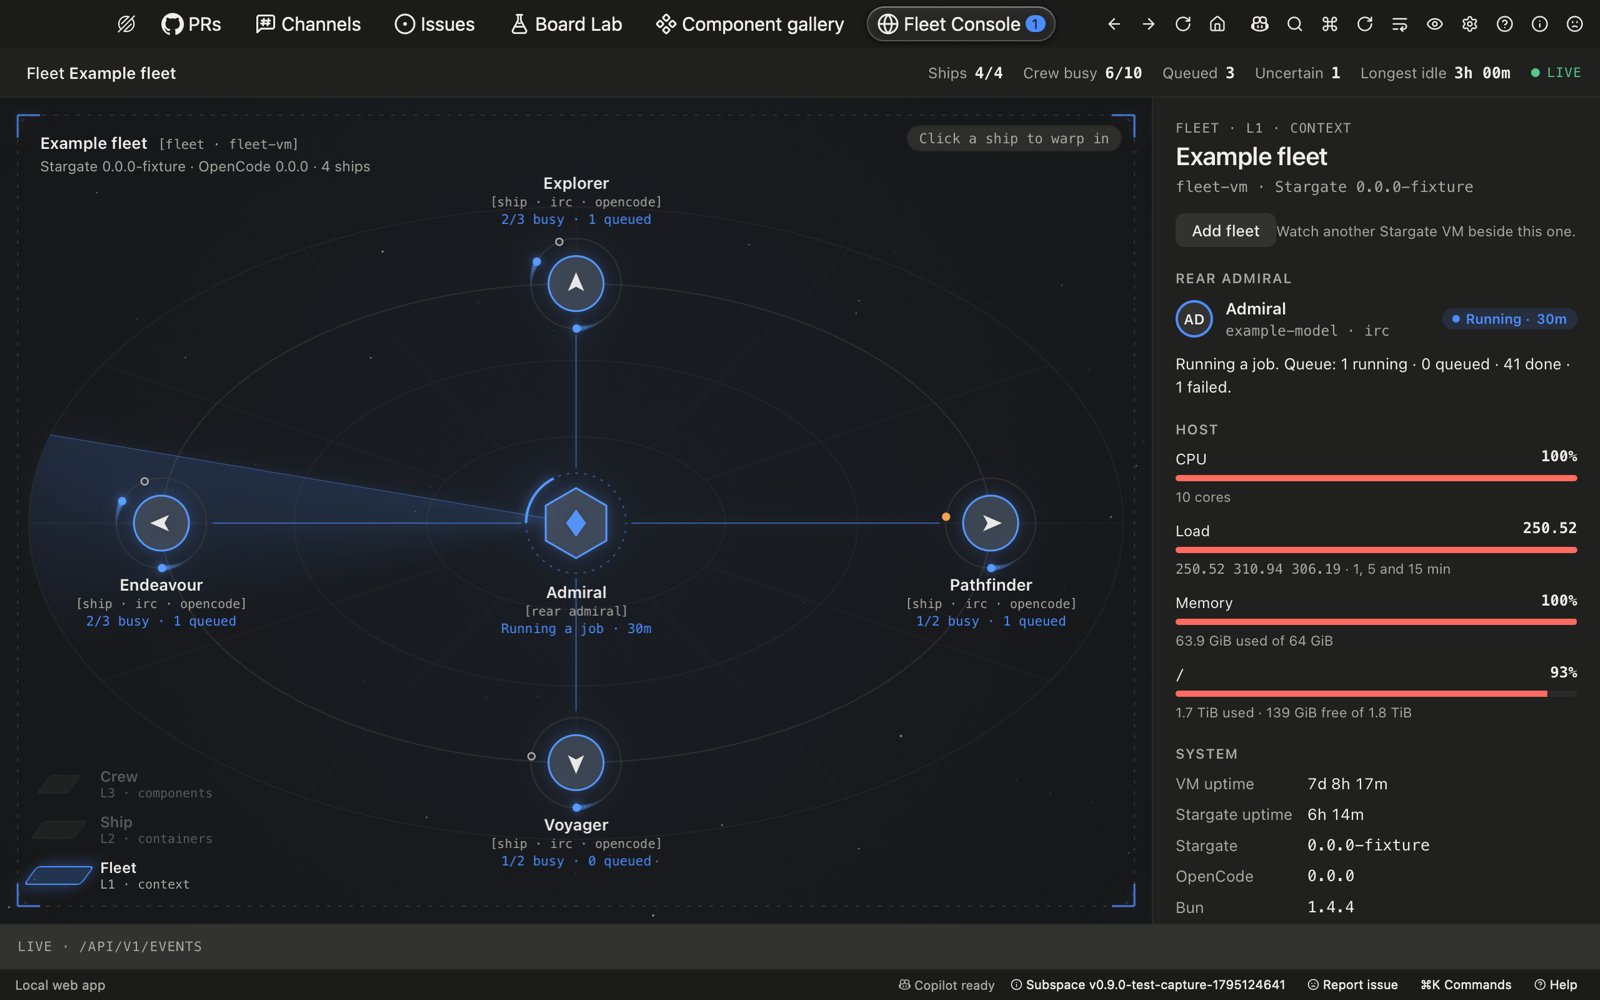 PRs
Channels
Issues
Board Lab
Component gallery
Fleet Console 1
Fleet Example fleet
Ships 4/4
Crew busy 6/10
Queued 3
Uncertain 1
Longest idle 3h 00m
LIVE
Example fleet [fleet · fleet-vm]
Stargate 0.0.0-fixture · OpenCode 0.0.0 · 4 ships
Click a ship to warp in
Explorer
[ship · irc · opencode]
2/3 busy · 1 queued
Endeavour
[ship · irc · opencode]
2/3 busy · 1 queued
Admiral
[rear admiral]
Running a job · 30m
Pathfinder
[ship · irc · opencode]
1/2 busy · 1 queued
Voyager
[ship · irc · opencode]
1/2 busy · 0 queued
Crew
L3 · components
Ship
L2 · containers
Fleet
L1 · context
FLEET · L1 · CONTEXT
Example fleet
fleet-vm · Stargate 0.0.0-fixture
Add fleet
Watch another Stargate VM beside this one.
REAR ADMIRAL
AD
Admiral
example-model · irc
Running · 30m
Running a job. Queue: 1 running · 0 queued · 41 done ·
1 failed.
HOST
CPU 100%
10 cores
Load 250.52
250.52 310.94 306.19 · 1, 5 and 15 min
Memory 100%
63.9 GiB used of 64 GiB
/ 93%
1.7 TiB used · 139 GiB free of 1.8 TiB
SYSTEM
VM uptime 7d 8h 17m
Stargate uptime 6h 14m
Stargate 0.0.0-fixture
OpenCode 0.0.0
Bun 1.4.4
LIVE · /API/V1/EVENTS
Local web app
Copilot ready
Subspace v0.9.0-test-capture-1795124641
Report issue
⌘K Commands
Help